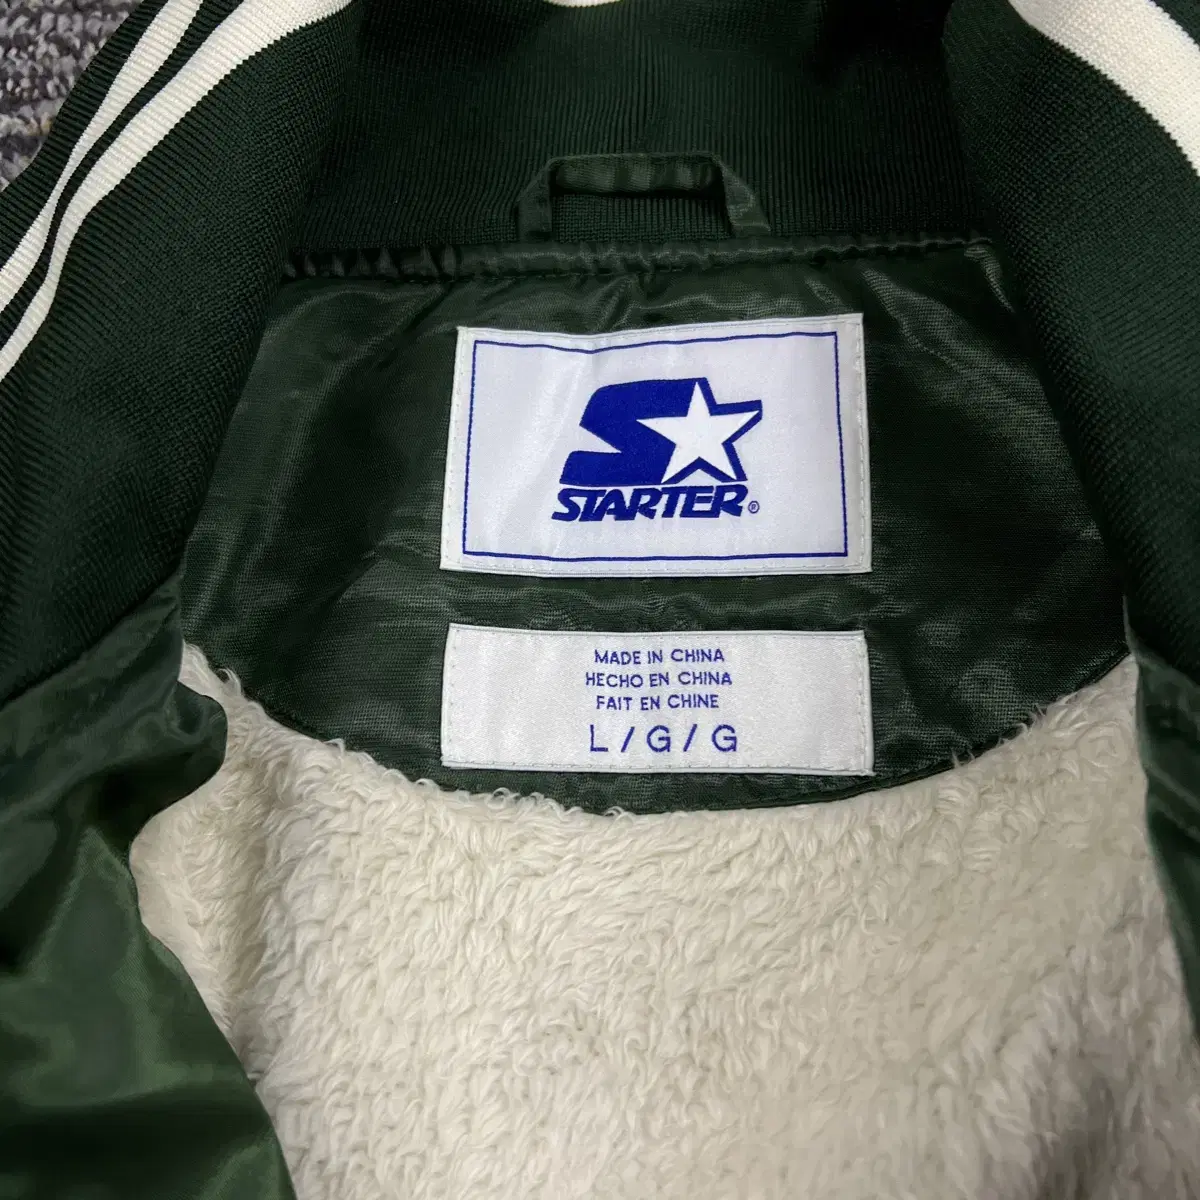 STARTER®
MADE IN CHINA
HECHO EN CHINA
FAIT EN CHINE
L / G / G